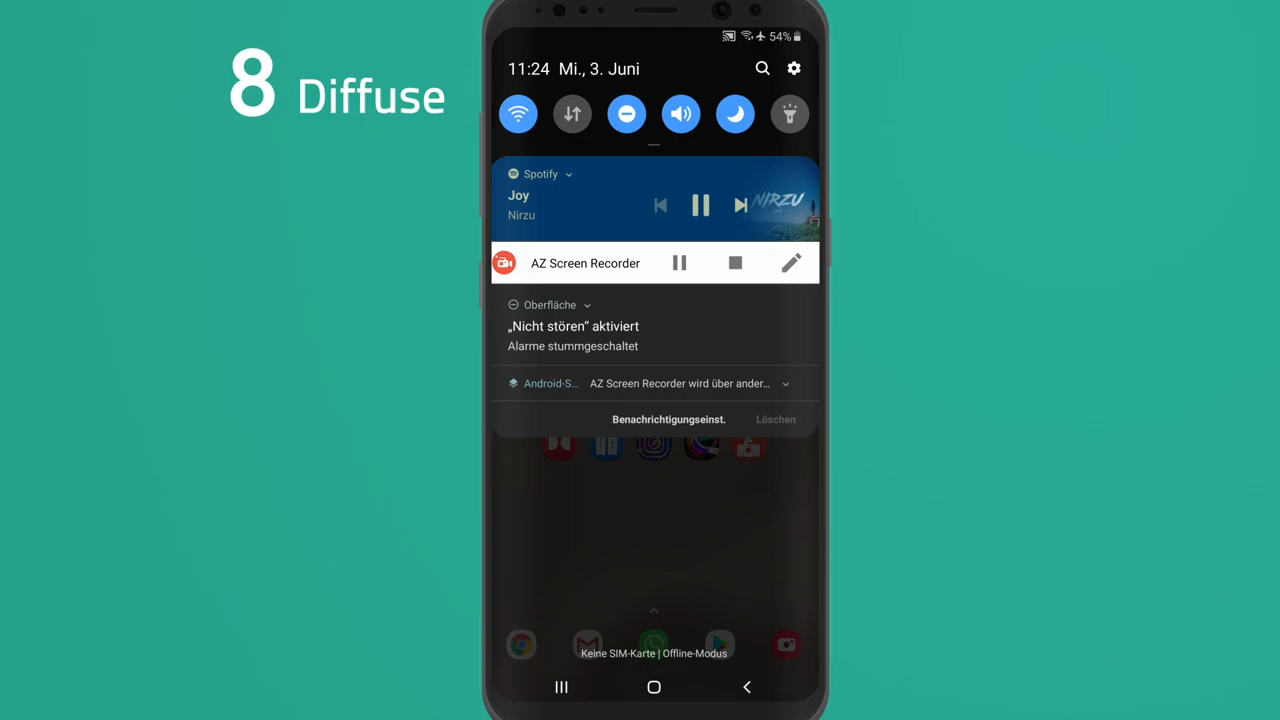 8 Diffuse
54%
11:24 Mi., 3. Juni
Spotify
Joy
Nirzu
NIRZU
AZ Screen Recorder
Oberfläche
„Nicht stören“ aktiviert
Alarme stummgeschaltet
Android-S… AZ Screen Recorder wird über ander…
Benachrichtigungseinst. Löschen
Keine SIM-Karte | Offline-Modus